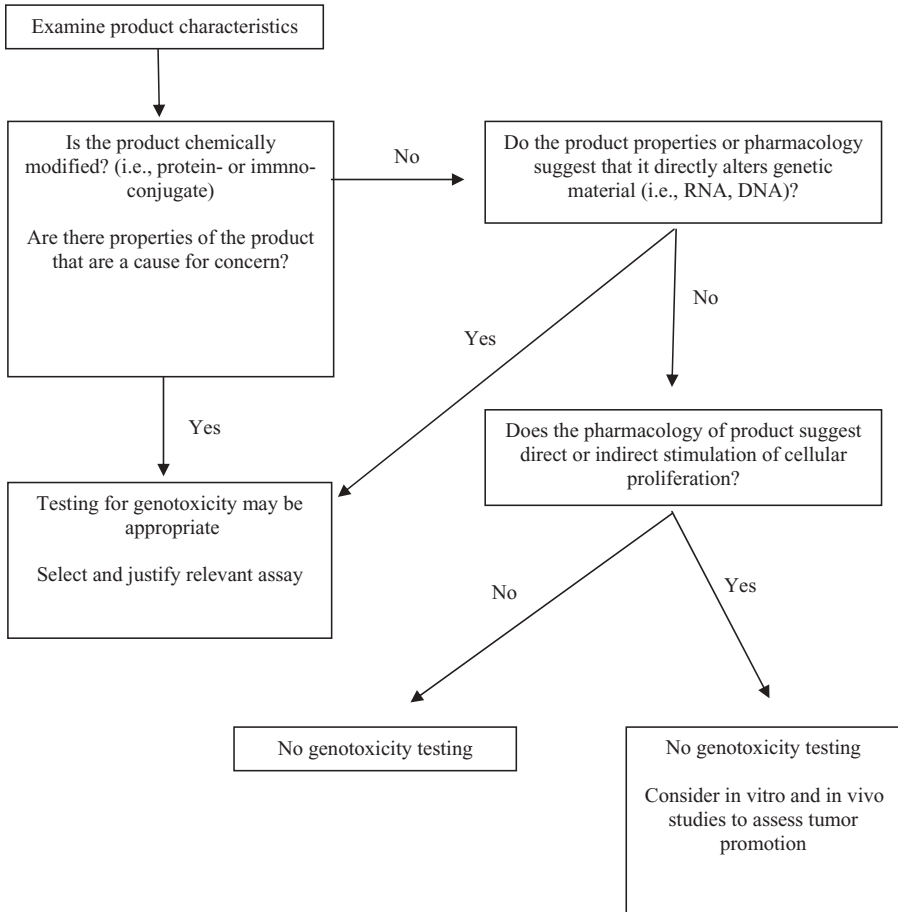 Examine product characteristics
Is the product chemically
modified? (i.e., protein- or immno-
conjugate)
Are there properties of the product
that are a cause for concern?
No
Do the product properties or pharmacology
suggest that it directly alters genetic
material (i.e., RNA, DNA)?
Yes
No
Yes
Does the pharmacology of product suggest
direct or indirect stimulation of cellular
proliferation?
Testing for genotoxicity may be
appropriate
Select and justify relevant assay
No
Yes
No genotoxicity testing
No genotoxicity testing
Consider in vitro and in vivo
studies to assess tumor
promotion